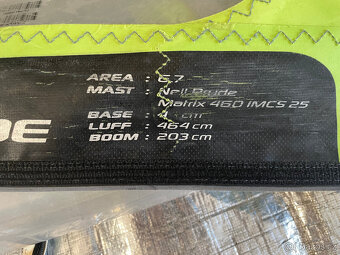 AREA : 6.7
MAST : Neil Pryde
Matrix 460 IMCS 25
BASE : cm
LUFF : 464 cm
BOOM : 203 cm
DE